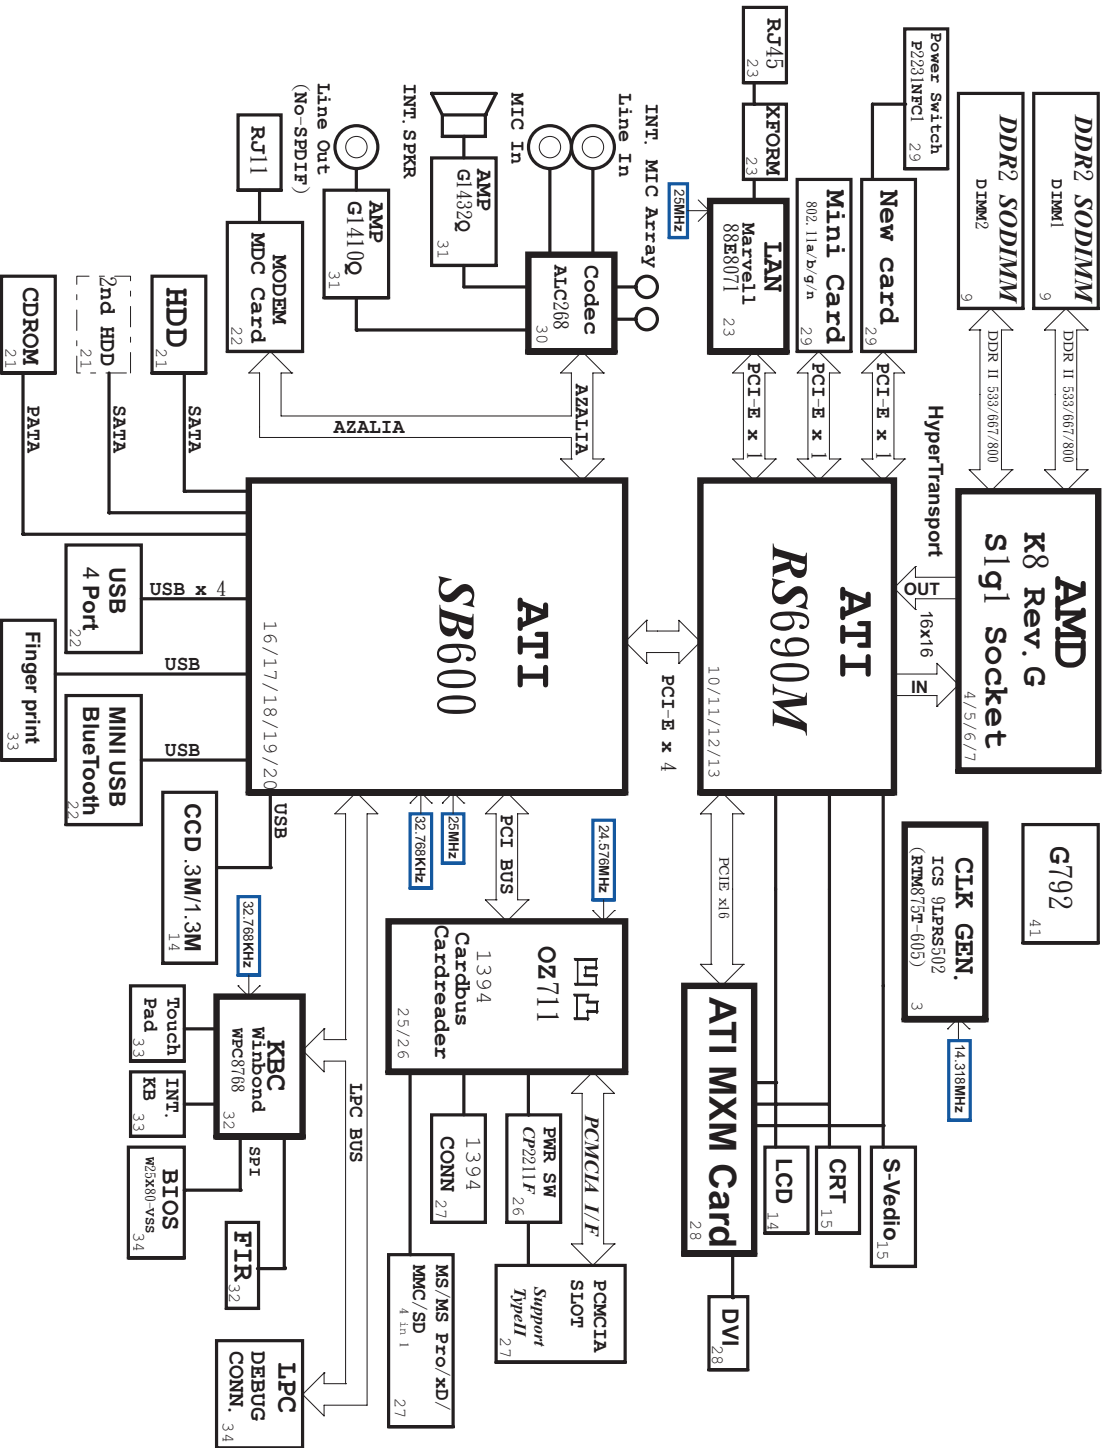 DDR2 SODIMM
DIMM1
9
DDR II 533/667/800
DDR2 SODIMM
DIMM2
9
DDR II 533/667/800
AMD
K8 Rev.G
S1g1 Socket
4/5/6/7
G792
41
HyperTransport
OUT
16x16
IN
CLK GEN.
ICS 9LPRS502
(RTM875T-605)
3
14.318MHz
Power Switch
P2231NFC1
29
New card
29
PCI-E x 1
Mini Card
802.11a/b/g/n
29
PCI-E x 1
RJ45
23
XFORM
23
LAN
Marvell
88E8071
23
25MHz
PCI-E x 1
ATI
RS690M
10/11/12/13
PCIE x16
ATI MXM Card
28
S-Vedio
15
CRT
15
LCD
14
DVI
28
PCI-E x 4
INT. MIC Array
Line In
MIC In
Codec
ALC268
30
AZALIA
INT.SPKR
AMP
G1432Q
31
Line Out
(No-SPDIF)
AMP
G1410Q
31
RJ11
MODEM
MDC Card
22
AZALIA
ATI
SB600
16/17/18/19/20
25MHz
32.768KHz
PCI BUS
24.576MHz
凹凸
OZ711
1394
Cardbus
Cardreader
25/26
PCMCIA I/F
PCMCIA
SLOT
Support
TypeII
27
PWR SW
CP2211F
26
1394
CONN
27
MS/MS Pro/xD/
MMC/SD
4 in 1
27
HDD
21
SATA
2nd HDD
21
SATA
CDROM
21
PATA
USB
4 Port
22
USB x 4
Finger print
33
USB
MINI USB
BlueTooth
22
USB
CCD .3M/1.3M
14
USB
LPC BUS
32.768KHz
KBC
Winbond
WPC8768
32
Touch
Pad
33
INT.
KB
33
SPI
BIOS
W25X80-VSS
34
FIR
32
LPC
DEBUG
CONN.
34